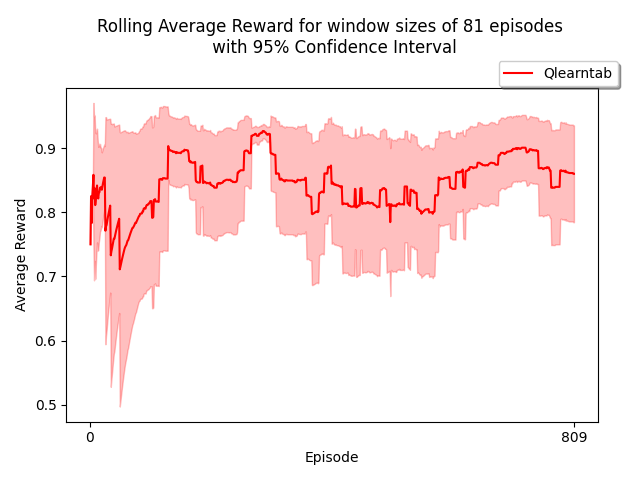 Rolling Average Reward for window sizes of 81 episodes
with 95% Confidence Interval
Qlearntab
Average Reward
0.9
0.8
0.7
0.6
0.5
0
809
Episode